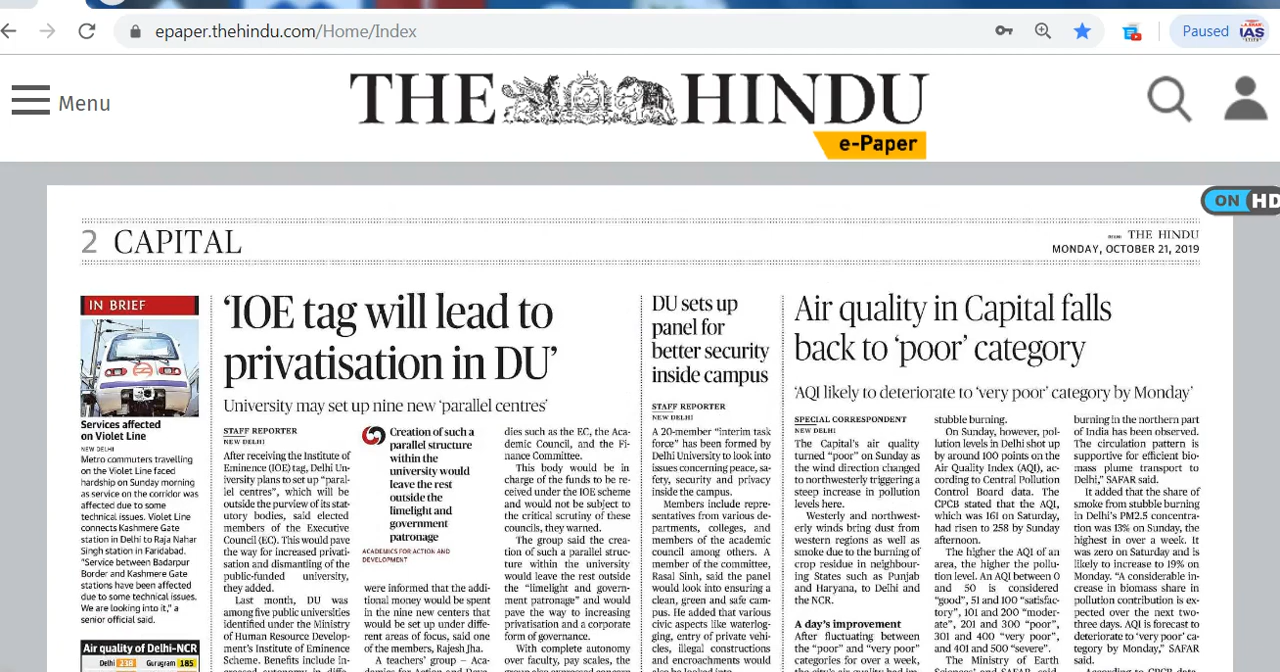 epaper.thehindu.com/Home/Index
Paused
IAS
Menu
THE HINDU
e-Paper
ON HD
2 CAPITAL
THE HINDU
MONDAY, OCTOBER 21, 2019
IN BRIEF
Services affected
on Violet Line
NEW DELHI
Metro commuters travelling
on the Violet Line faced
hardship on Sunday morning
as service on the corridor was
affected due to some
technical issues. Violet Line
connects Kashmere Gate
station in Delhi to Raja Nahar
Singh station in Faridabad.
"Service between Badarpur
Border and Kashmere Gate
stations have been affected
due to some technical issues.
We are looking into it," a
senior official said.
Air quality of Delhi-NCR
Delhi 238 Gurugram 185
‘IOE tag will lead to
privatisation in DU’
University may set up nine new ‘parallel centres’
STAFF REPORTER
NEW DELHI
After receiving the Institute of
Eminence (IOE) tag, Delhi Un-
iversity plans to set up "paral-
lel centres", which will be
outside the purview of its stat-
utory bodies, said elected
members of the Executive
Council (EC). This would pave
the way for increased privati-
sation and dismantling of the
public-funded university,
they added.
Last month, DU was
among five public universities
identified under the Ministry
of Human Resource Develop-
ment's Institute of Eminence
Scheme. Benefits include in-
Creation of such a
parallel structure
within the
university would
leave the rest
outside the
limelight and
government
patronage
ACADEMICS FOR ACTION AND
DEVELOPMENT
were informed that the addi-
tional money would be spent
in the nine new centers that
would be set up under differ-
ent areas of focus, said one
of the members, Rajesh Jha.
A teachers' group – Aca-
dies such as the EC, the Aca-
demic Council, and the Fi-
nance Committee.
This body would be in
charge of the funds to be re-
ceived under the IOE scheme
and would not be subject to
the critical scrutiny of these
councils, they warned.
The group said the crea-
tion of such a parallel struc-
ture within the university
would leave the rest outside
the "limelight and govern-
ment patronage" and would
pave the way to increasing
privatisation and a corporate
form of governance.
With complete autonomy
over faculty, pay scales, the
DU sets up
panel for
better security
inside campus
STAFF REPORTER
NEW DELHI
A 20-member "interim task
force" has been formed by
Delhi University to look into
issues concerning peace, sa-
fety, security and privacy
inside the campus.
Members include repre-
sentatives from various de-
partments, colleges, and
members of the academic
council among others. A
member of the committee,
Rasal Sinh, said the panel
would look into ensuring a
clean, green and safe cam-
pus. He added that various
civic aspects like waterlog-
ging, entry of private vehi-
cles, illegal constructions
and encroachments would
Air quality in Capital falls
back to ‘poor’ category
‘AQI likely to deteriorate to ‘very poor’ category by Monday’
SPECIAL CORRESPONDENT
NEW DELHI
The Capital's air quality
turned "poor" on Sunday as
the wind direction changed
to northwesterly triggering a
steep increase in pollution
levels here.
Westerly and northwest-
erly winds bring dust from
western regions as well as
smoke due to the burning of
crop residue in neighbour-
ing States such as Punjab
and Haryana, to Delhi and
the NCR.
A day's improvement
After fluctuating between
the "poor" and "very poor"
categories for over a week,
stubble burning.
On Sunday, however, pol-
lution levels in Delhi shot up
by around 100 points on the
Air Quality Index (AQI), ac-
cording to Central Pollution
Control Board data. The
CPCB stated that the AQI,
which was 161 on Saturday,
had risen to 258 by Sunday
afternoon.
The higher the AQI of an
area, the higher the pollu-
tion level. An AQI between 0
and 50 is considered
"good", 51 and 100 "satisfac-
tory", 101 and 200 "moder-
ate", 201 and 300 "poor",
301 and 400 "very poor",
and 401 and 500 "severe".
The Ministry of Earth
burning in the northern part
of India has been observed.
The circulation pattern is
supportive for efficient bio-
mass plume transport to
Delhi," SAFAR said.
It added that the share of
smoke from stubble burning
in Delhi's PM2.5 concentra-
tion was 13% on Sunday, the
highest in over a week. It
was zero on Saturday and is
likely to increase to 19% on
Monday. "A considerable in-
crease in biomass share in
pollution contribution is ex-
pected over the next two-
three days. AQI is forecast to
deteriorate to ‘very poor’ ca-
tegory by Monday," SAFAR
said.